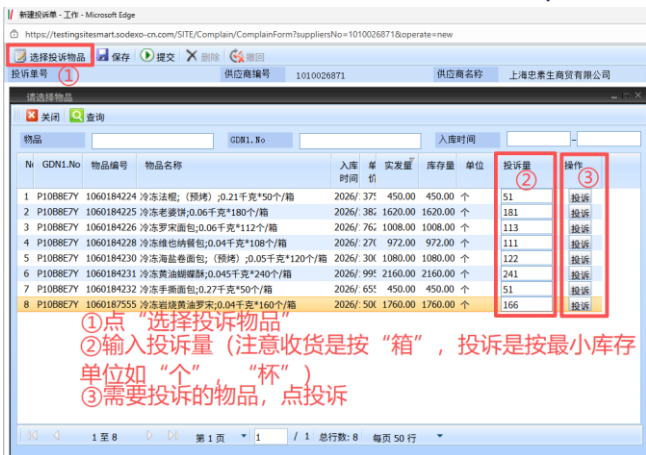 新建投诉单 - 工作 - Microsoft Edge
https://testingsitesmart.sodexo-cn.com/SITE/Complain/ComplainForm?suppliersNo=1010026871&operate=new
选择投诉物品 保存 提交 删除 撤回
投诉单号 ① 供应商编号 1010026871 供应商名称 上海忠素生商贸有限公司
请选择物品
关闭 查询
物品 GDN1.No 入库时间 -
GDN1.No 物品编号 物品名称 入库时间 单价 实发量 库存量 单位 投诉量 操作
② ③
1 P10B8E7Y 1060184224 冷冻法棍;（预烤）;0.21千克*50个/箱 2026/ 375 450.00 450.00 个 51 投诉
2 P10B8E7Y 1060184225 冷冻老婆饼;0.06千克*180个/箱 2026/ 382 1620.00 1620.00 个 181 投诉
3 P10B8E7Y 1060184226 冷冻罗宋面包;0.06千克*112个/箱 2026/ 762 1008.00 1008.00 个 113 投诉
4 P10B8E7Y 1060184228 冷冻维也纳餐包;0.04千克*108个/箱 2026/ 270 972.00 972.00 个 111 投诉
5 P10B8E7Y 1060184230 冷冻海盐卷面包;（预烤）;0.05千克*120个/箱 2026/ 300 1080.00 1080.00 个 122 投诉
6 P10B8E7Y 1060184231 冷冻黄油蝴蝶酥;0.045千克*240个/箱 2026/ 995 2160.00 2160.00 个 241 投诉
7 P10B8E7Y 1060184232 冷冻手撕面包;0.27千克*50个/箱 2026/ 655 450.00 450.00 个 51 投诉
8 P10B8E7Y 1060187555 冷冻岩烧黄油罗宋;0.04千克*160个/箱 2026/ 500 1760.00 1760.00 个 166 投诉
①点“选择投诉物品”
②输入投诉量（注意收货是按“箱”，投诉是按最小库存
单位如“个”，“杯”）
③需要投诉的物品，点投诉
1 至 8 第 1 页 1 / 1 总行数: 8 每页 50 行